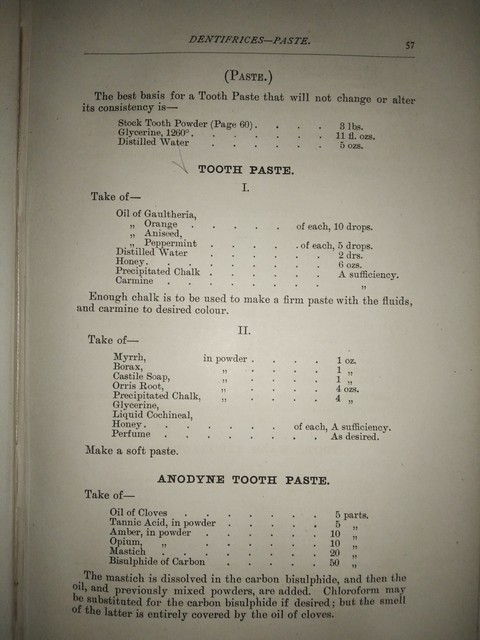 DENTIFRICES—PASTE. 57
(PASTE.)
The best basis for a Tooth Paste that will not change or alter
its consistency is—
Stock Tooth Powder (Page 60). . . . 3 lbs.
Glycerine, 1260°. . . . . . . 11 fl. ozs.
Distilled Water . . . . . 5 ozs.
TOOTH PASTE.
I.
Take of—
Oil of Gaultheria,
„ Orange . . . . . of each, 10 drops.
„ Aniseed,
„ Peppermint . . . . . of each, 5 drops.
Distilled Water . . . . . 2 drs.
Honey. . . . . . . . 6 ozs.
Precipitated Chalk . . . . . A sufficiency.
Carmine . . . . . . . „
Enough chalk is to be used to make a firm paste with the fluids,
and carmine to desired colour.
II.
Take of—
Myrrh, in powder . . . . 1 oz.
Borax, „ . . . . 1 „
Castile Soap, „ . . . . 1 „
Orris Root, „ . . . . 4 ozs.
Precipitated Chalk, „ . . . . 4 „
Glycerine,
Liquid Cochineal,
Honey. . . . . . . of each, A sufficiency.
Perfume . . . . . . . . As desired.
Make a soft paste.
ANODYNE TOOTH PASTE.
Take of—
Oil of Cloves . . . . . . 5 parts.
Tannic Acid, in powder . . . . . 5 „
Amber, in powder . . . . . 10 „
Opium, „ . . . . . 10 „
Mastich . . . . . . . 20 „
Bisulphide of Carbon . . . . . 50 „
The mastich is dissolved in the carbon bisulphide, and then the
oil, and previously mixed powders, are added. Chloroform may
be substituted for the carbon bisulphide if desired; but the smell
of the latter is entirely covered by the oil of cloves.